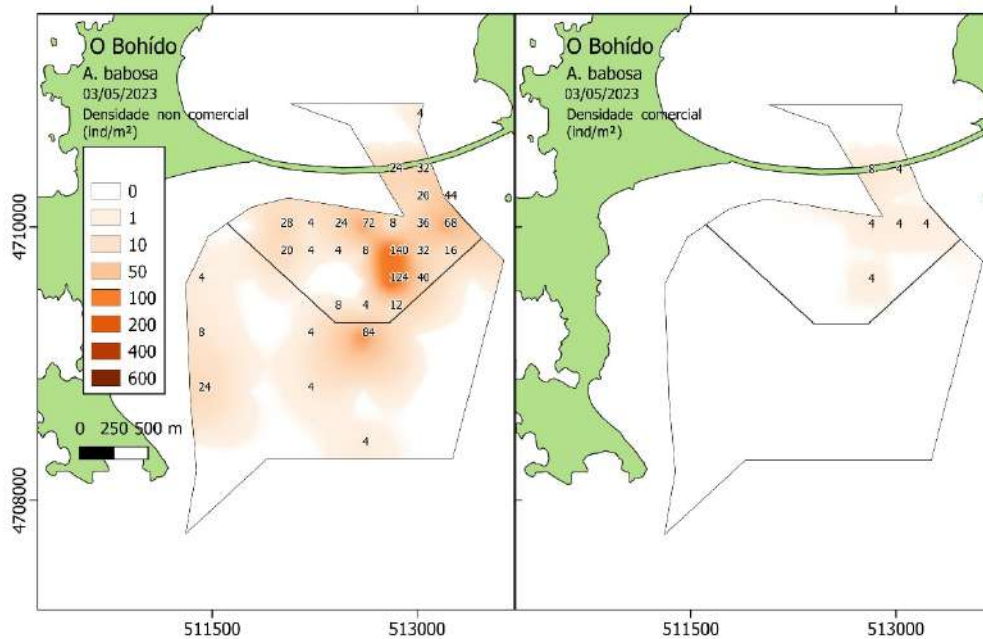 O Bohído
A. babosa
03/05/2023
Densidade non comercial
(ind/m²)
0
1
10
50
100
200
400
600
0 250 500 m
4
24 32
20 44
28 4 24 72 8 36 68
20 4 4 8 140 32 16
4 124 40
8 4 12
8 4 84
24 4
4
4710000
4708000
511500 513000
O Bohído
A. babosa
03/05/2023
Densidade comercial
(ind/m²)
8 4
4 4 4
4
511500 513000